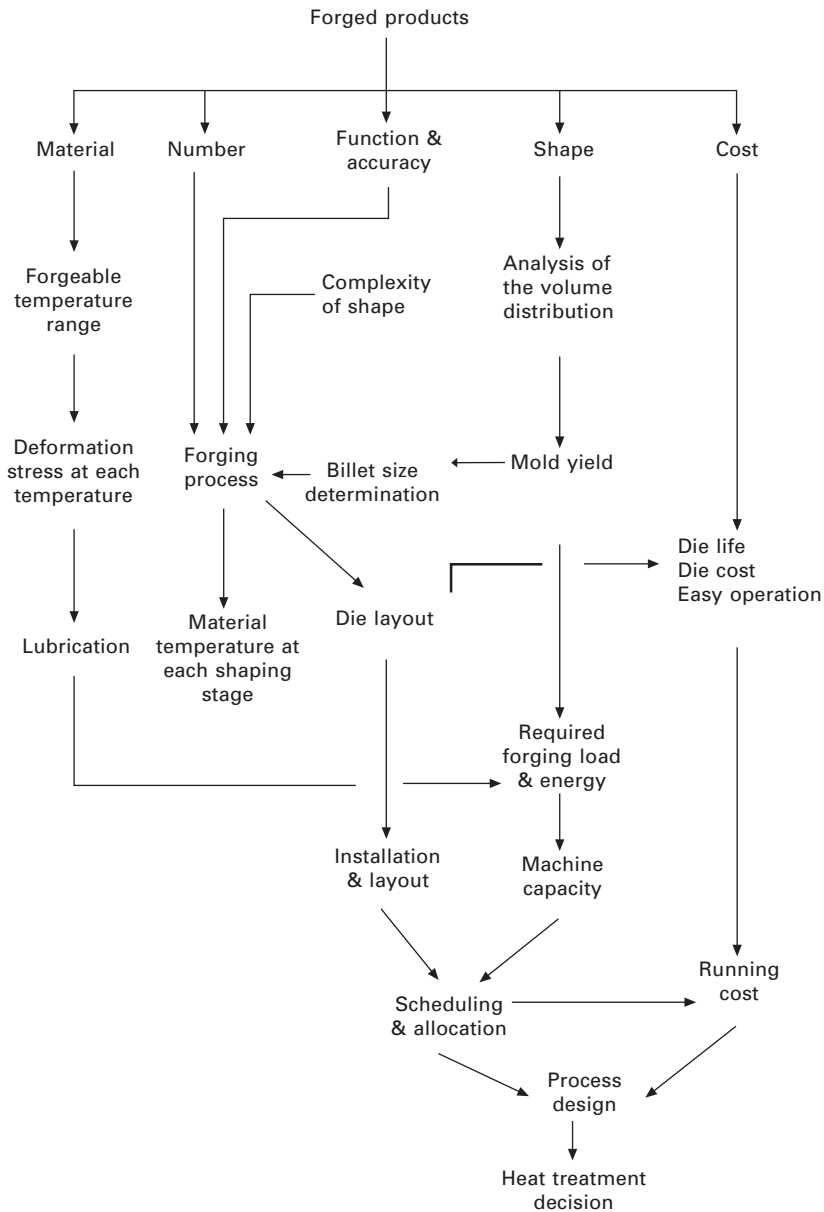 Forged products
Material
Number
Function &
accuracy
Shape
Cost
Forgeable
temperature
range
Complexity
of shape
Analysis of
the volume
distribution
Deformation
stress at each
temperature
Forging
process
Billet size
determination
Mold yield
Die life
Die cost
Easy operation
Lubrication
Material
temperature at
each shaping
stage
Die layout
Required
forging load
& energy
Installation
& layout
Machine
capacity
Scheduling
& allocation
Running
cost
Process
design
Heat treatment
decision